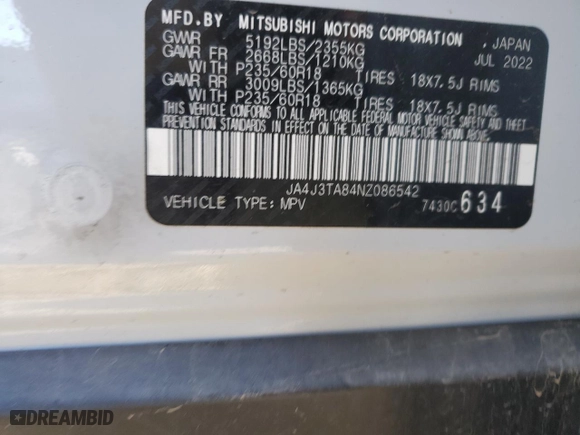 MFD.BY MITSUBISHI MOTORS CORPORATION , JAPAN
GVWR 5192LBS/2355KG JUL 2022
GAWR FR 2668LBS/1210KG
WITH P235/60R18 TIRES 18X7.5J RIMS
GAWR RR 3009LBS/1365KG
WITH P235/60R18 TIRES 18X7.5J RIMS
THIS VEHICLE CONFORMS TO ALL APPLICABLE FEDERAL MOTOR VEHICLE SAFETY AND THEFT
PREVENTION STANDARDS IN EFFECT ON THE DATE OF MANUFACTURE SHOWN ABOVE.
JA4J3TA84NZ086542
VEHICLE TYPE: MPV 7430C 634
DREAMBID